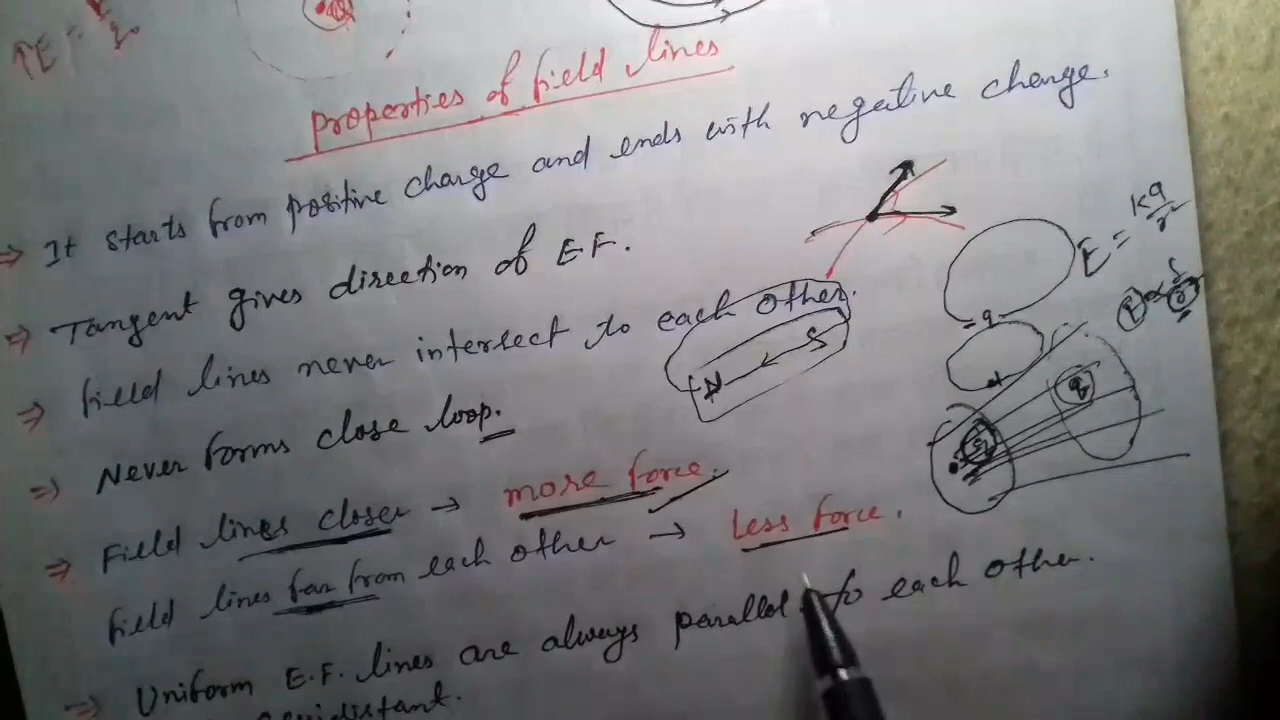 Properties of field lines
⇒ It starts from positive charge and ends with negative charge.
⇒ Tangent gives direction of E F.
⇒ field lines never intersect to each other.
⇒ Never forms close loop.
⇒ Field lines closer → more force.
field lines far from each other → Less force.
⇒ Uniform E.F. lines are always parallel to each other.
equidistant.
E = kq/r²
N S
q